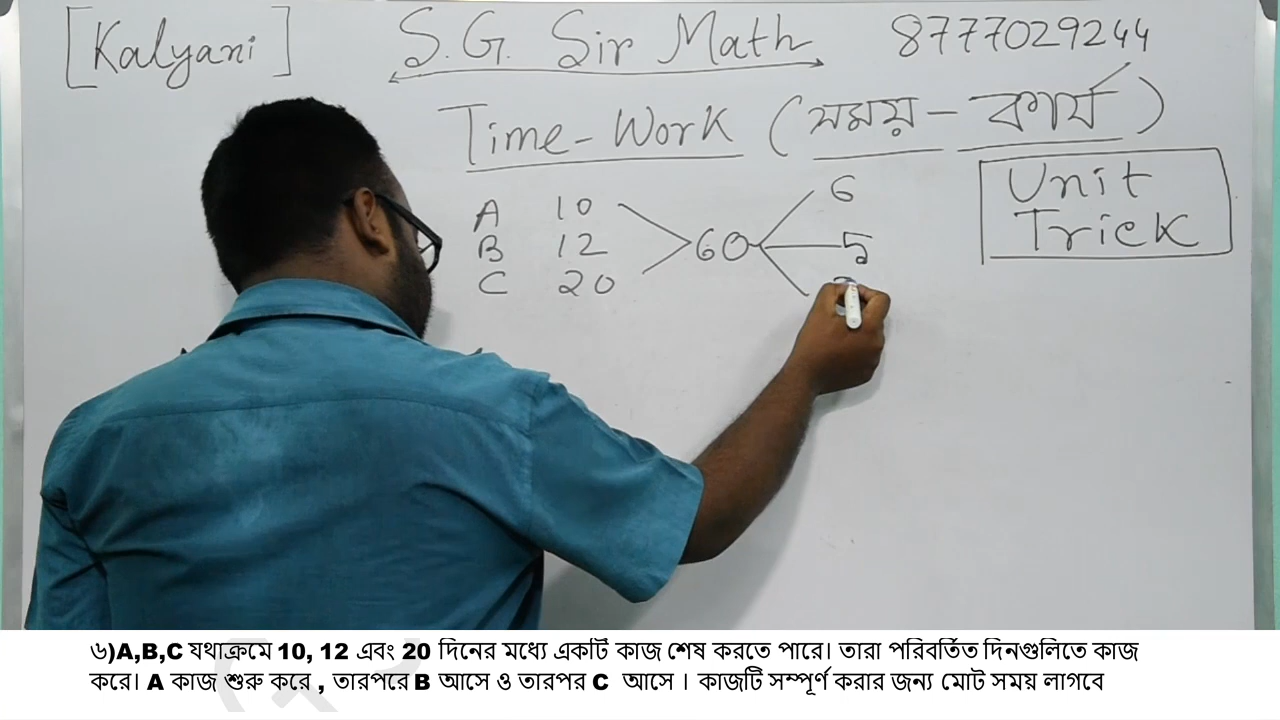 [Kalyani] S.G. Sir Math 8777029244
Time-Work (সময়-কার্য)
Unit
Trick
A 10
B 12
C 20
60
6
5
৬)A,B,C যথাক্রমে 10, 12 এবং 20 দিনের মধ্যে একটি কাজ শেষ করতে পারে। তারা পরিবর্তিত দিনগুলিতে কাজ
করে। A কাজ শুরু করে , তারপরে B আসে ও তারপর C আসে । কাজটি সম্পূর্ণ করার জন্য মোট সময় লাগবে